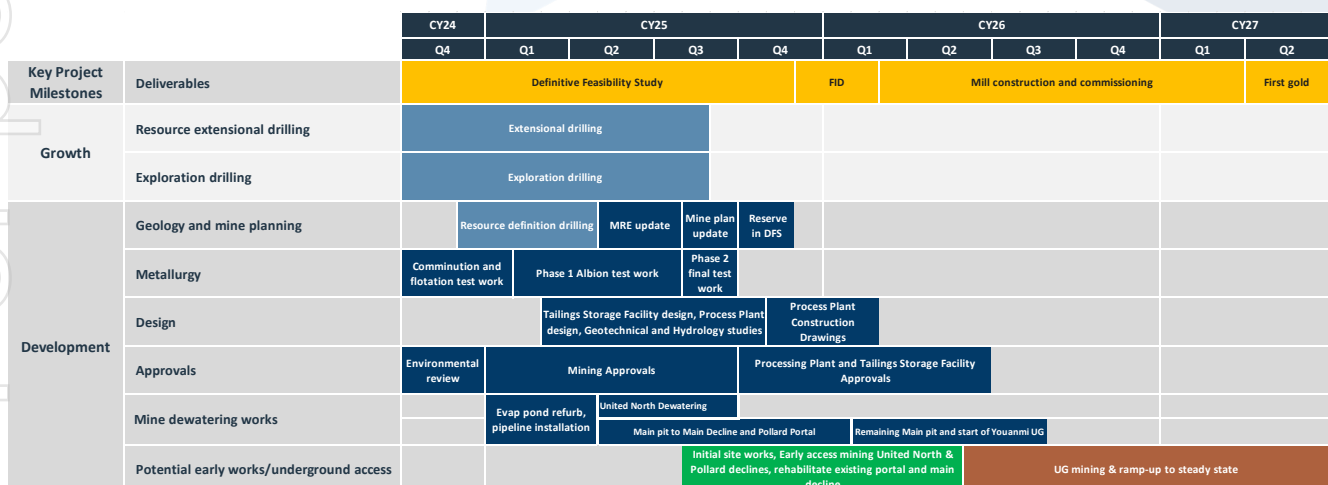 CY24 CY25 CY26 CY27
Q4 Q1 Q2 Q3 Q4 Q1 Q2 Q3 Q4 Q1 Q2
Key Project
Milestones
Deliverables
Definitive Feasibility Study
FID
Mill construction and commissioning
First gold
Growth
Resource extensional drilling
Extensional drilling
Exploration drilling
Exploration drilling
Development
Geology and mine planning
Resource definition drilling
MRE update
Mine plan
update
Reserve
in DFS
Metallurgy
Comminution and
flotation test work
Phase 1 Albion test work
Phase 2
final test
work
Design
Tailings Storage Facility design, Process Plant
design, Geotechnical and Hydrology studies
Process Plant
Construction
Drawings
Approvals
Environmental
review
Mining Approvals
Processing Plant and Tailings Storage Facility
Approvals
Mine dewatering works
Evap pond refurb,
pipeline installation
United North Dewatering
Main pit to Main Decline and Pollard Portal
Remaining Main pit and start of Youanmi UG
Potential early works/underground access
Initial site works, Early access mining United North &
Pollard declines, rehabilitate existing portal and main
decline
UG mining & ramp-up to steady state